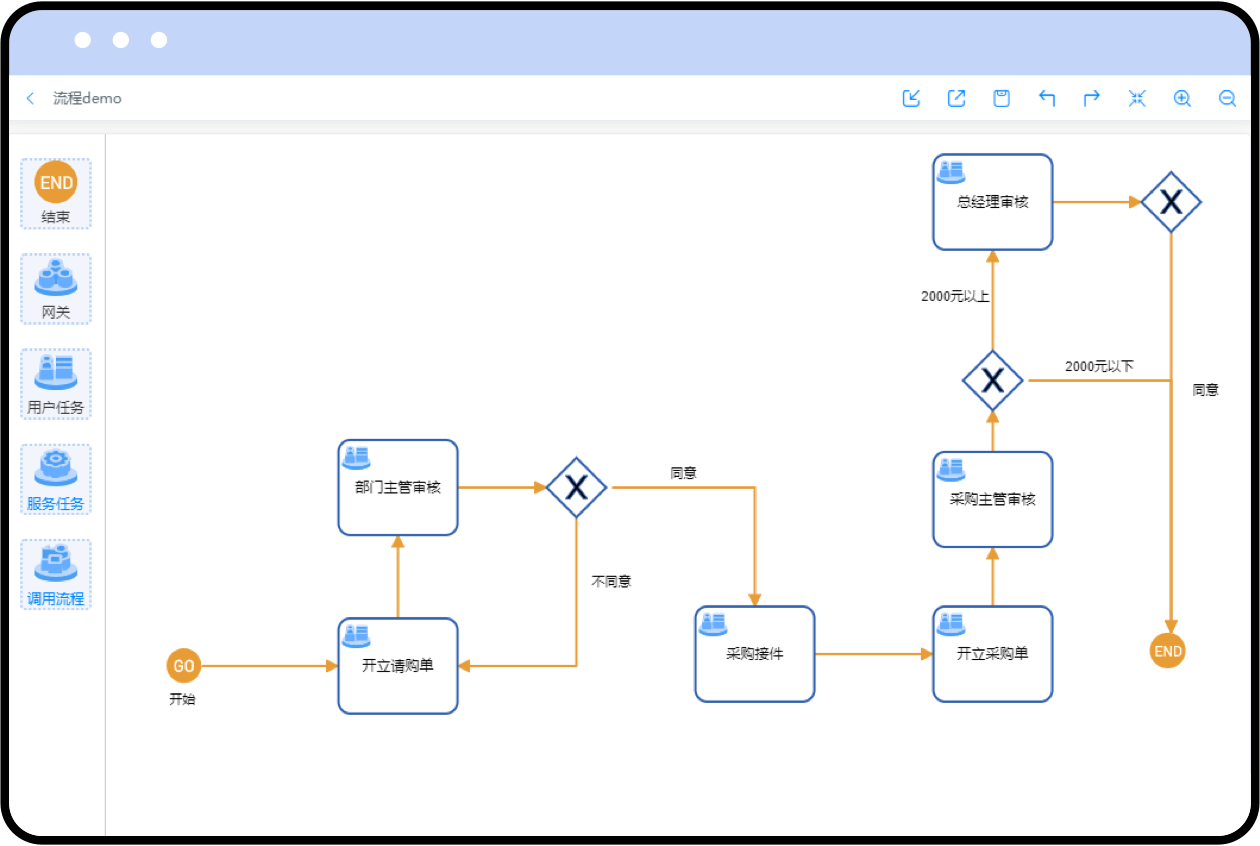 流程demo
END
结束
网关
用户任务
服务任务
调用流程
总经理审核
X
2000元以上
X
2000元以下
同意
部门主管审核
X
同意
采购主管审核
不同意
GO
开始
开立请购单
采购接件
开立采购单
END